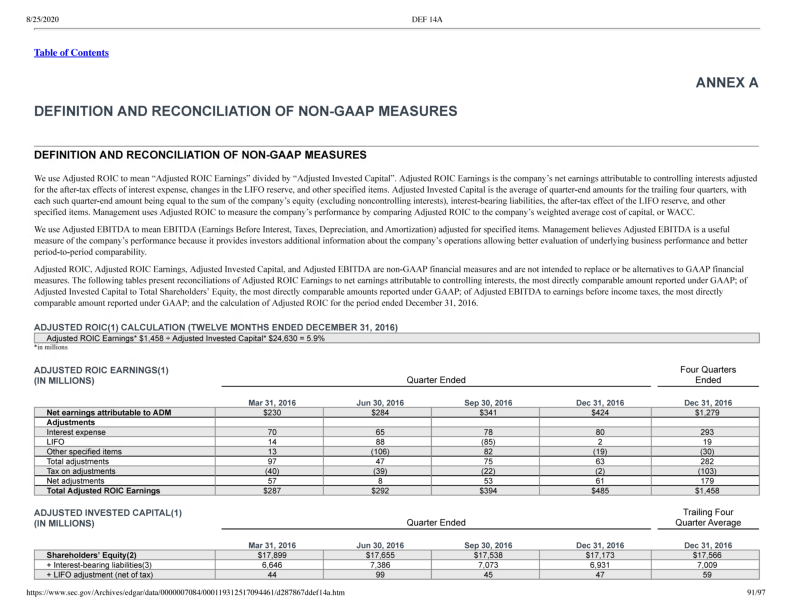 8/25/2020 DEF 14A
Table of Contents
ANNEX A
DEFINITION AND RECONCILIATION OF NON-GAAP MEASURES
DEFINITION AND RECONCILIATION OF NON-GAAP MEASURES
We use Adjusted ROIC to mean “Adjusted ROIC Earnings” divided by “Adjusted Invested Capital”. Adjusted ROIC Earnings is the company’s net earnings attributable to controlling interests adjusted
for the after-tax effects of interest expense, changes in the LIFO reserve, and other specified items. Adjusted Invested Capital is the average of quarter-end amounts for the trailing four quarters, with
each such quarter-end amount being equal to the sum of the company’s equity (excluding noncontrolling interests), interest-bearing liabilities, the after-tax effect of the LIFO reserve, and other
specified items. Management uses Adjusted ROIC to measure the company’s performance by comparing Adjusted ROIC to the company’s weighted average cost of capital, or WACC.
We use Adjusted EBITDA to mean EBITDA (Earnings Before Interest, Taxes, Depreciation, and Amortization) adjusted for specified items. Management believes Adjusted EBITDA is a useful
measure of the company’s performance because it provides investors additional information about the company’s operations allowing better evaluation of underlying business performance and better
period-to-period comparability.
Adjusted ROIC, Adjusted ROIC Earnings, Adjusted Invested Capital, and Adjusted EBITDA are non-GAAP financial measures and are not intended to replace or be alternatives to GAAP financial
measures. The following tables present reconciliations of Adjusted ROIC Earnings to net earnings attributable to controlling interests, the most directly comparable amount reported under GAAP; of
Adjusted Invested Capital to Total Shareholders’ Equity, the most directly comparable amounts reported under GAAP; of Adjusted EBITDA to earnings before income taxes, the most directly
comparable amount reported under GAAP; and the calculation of Adjusted ROIC for the period ended December 31, 2016.
ADJUSTED ROIC(1) CALCULATION (TWELVE MONTHS ENDED DECEMBER 31, 2016)
Adjusted ROIC Earnings* $1,458 ÷ Adjusted Invested Capital* $24,630 = 5.9%
*in millions
ADJUSTED ROIC EARNINGS(1)
(IN MILLIONS) Quarter Ended Four Quarters
Ended
Mar 31, 2016 Jun 30, 2016 Sep 30, 2016 Dec 31, 2016 Dec 31, 2016
Net earnings attributable to ADM $230 $284 $341 $424 $1,279
Adjustments
Interest expense 70 65 78 80 293
LIFO 14 88 (85) 2 19
Other specified items 13 (106) 82 (19) (30)
Total adjustments 97 47 75 63 282
Tax on adjustments (40) (39) (22) (2) (103)
Net adjustments 57 8 53 61 179
Total Adjusted ROIC Earnings $287 $292 $394 $485 $1,458
ADJUSTED INVESTED CAPITAL(1)
(IN MILLIONS) Quarter Ended Trailing Four
Quarter Average
Mar 31, 2016 Jun 30, 2016 Sep 30, 2016 Dec 31, 2016 Dec 31, 2016
Shareholders’ Equity(2) $17,899 $17,655 $17,538 $17,173 $17,566
+ Interest-bearing liabilities(3) 6,646 7,386 7,073 6,931 7,009
+ LIFO adjustment (net of tax) 44 99 45 47 59
https://www.sec.gov/Archives/edgar/data/0000007084/000119312517094461/d287867ddef14a.htm 91/97